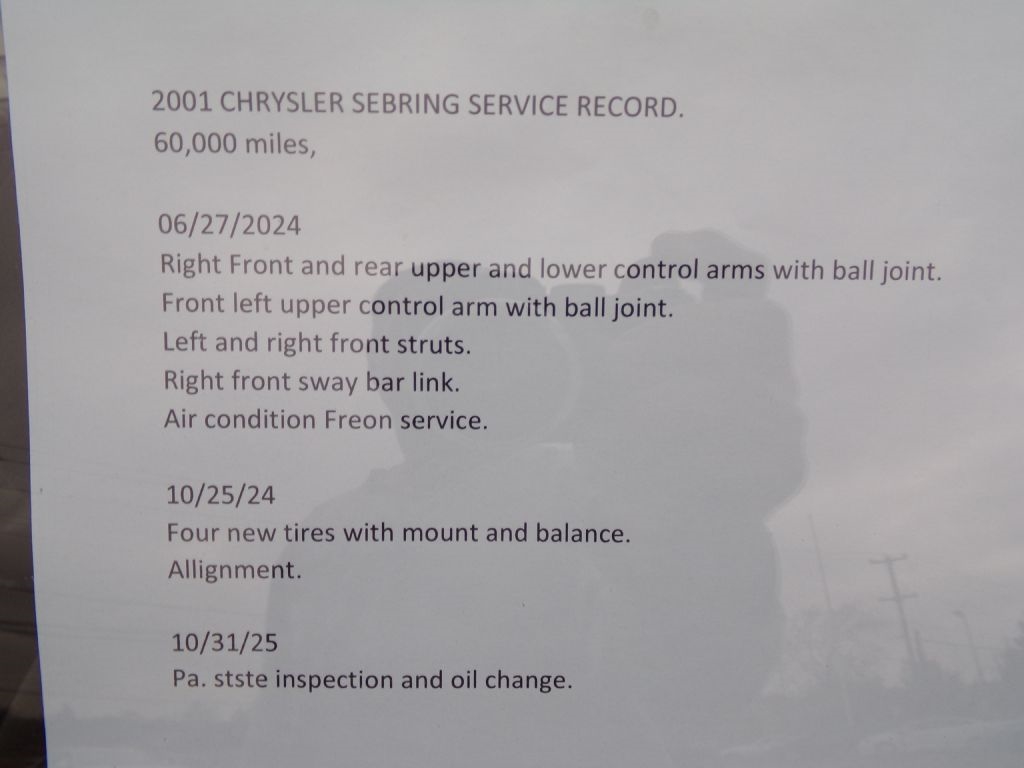 2001 CHRYSLER SEBRING SERVICE RECORD.
60,000 miles,
06/27/2024
Right Front and rear upper and lower control arms with ball joint.
Front left upper control arm with ball joint.
Left and right front struts.
Right front sway bar link.
Air condition Freon service.
10/25/24
Four new tires with mount and balance.
Allignment.
10/31/25
Pa. stste inspection and oil change.